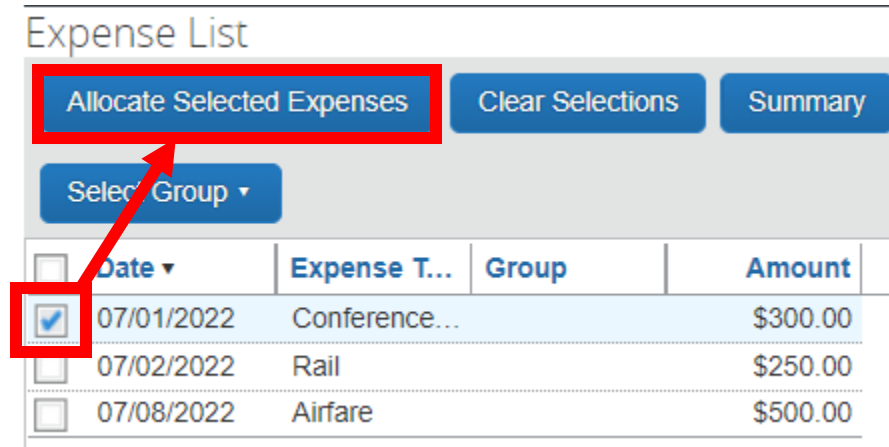 Expense List
Allocate Selected Expenses Clear Selections Summary
Select Group
Date Expense T... Group Amount
07/01/2022 Conference... $300.00
07/02/2022 Rail $250.00
07/08/2022 Airfare $500.00